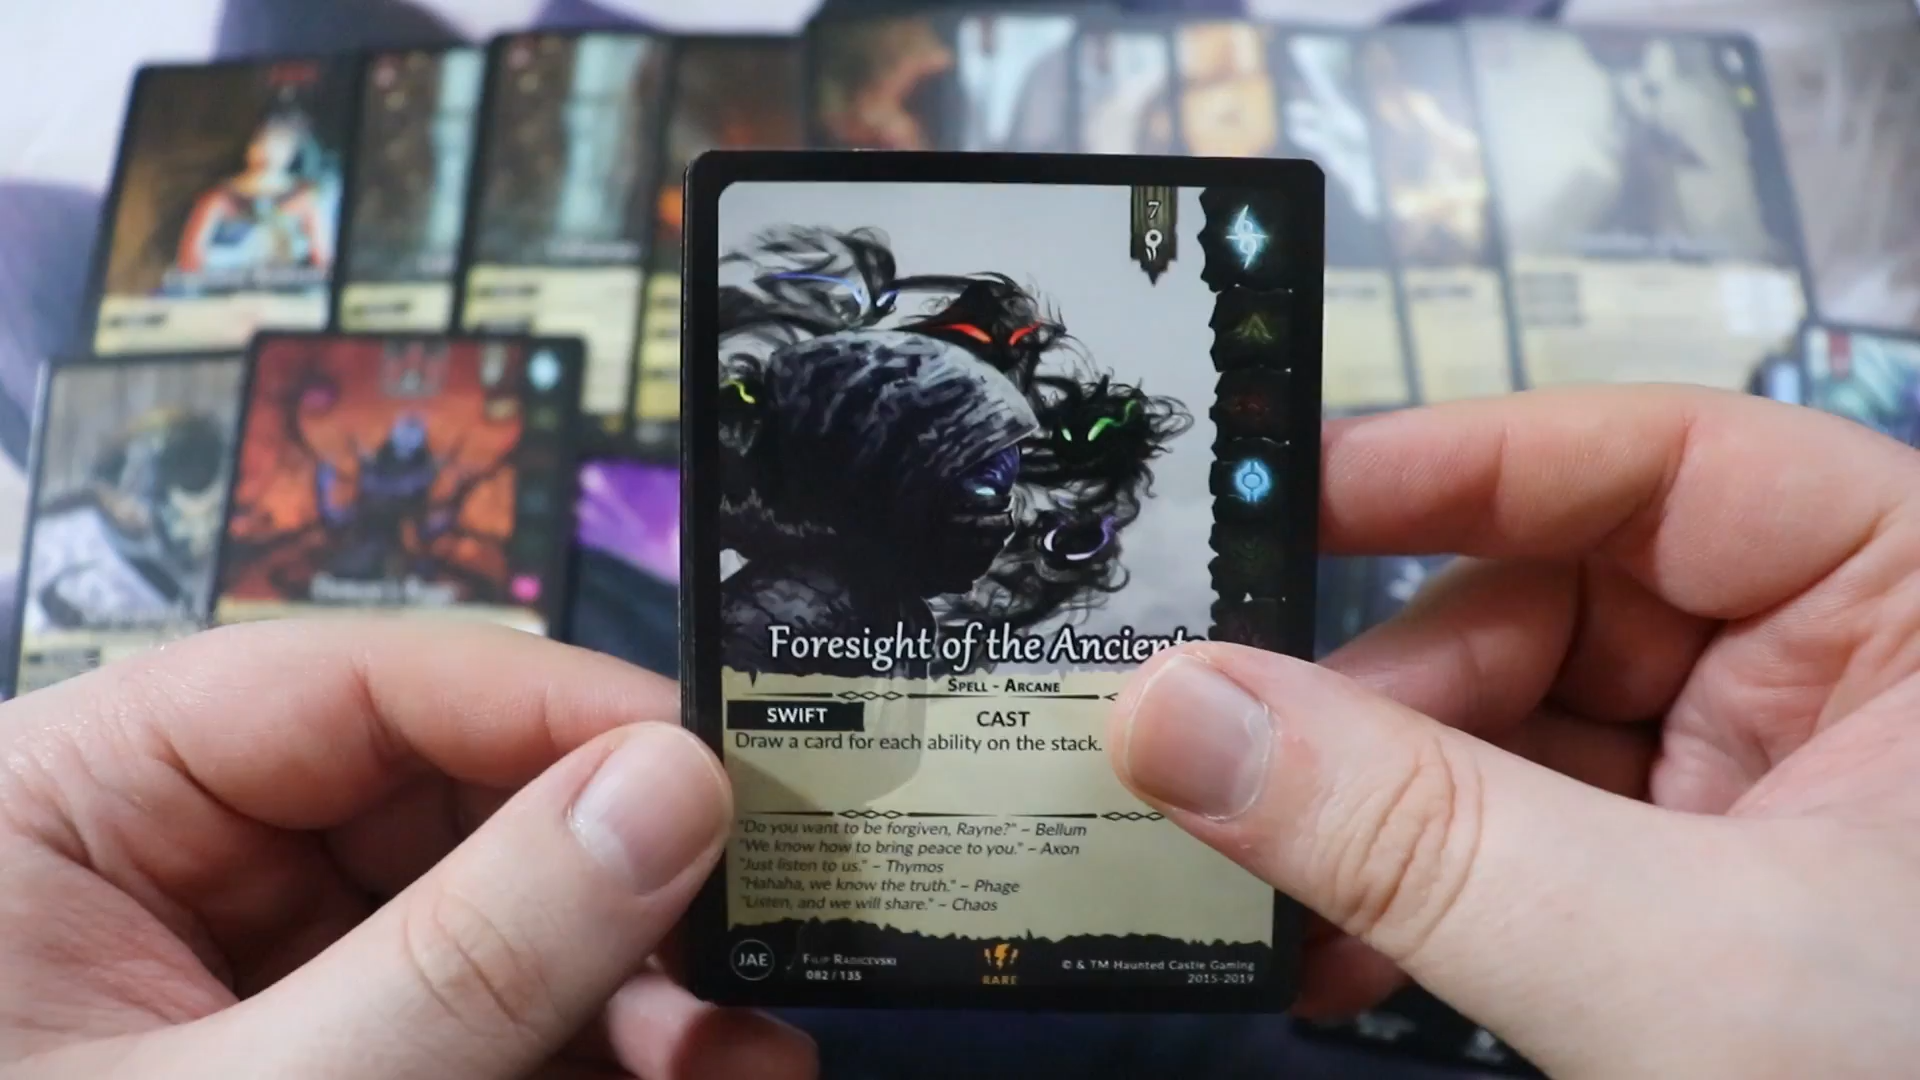 7
Foresight of the Ancients
SPELL - ARCANE
SWIFT
CAST
Draw a card for each ability on the stack.
"Do you want to be forgiven, Rayne?" – Bellum
"We know how to bring peace to you." – Axon
"Just listen to us." – Thymos
"Hahaha, we know the truth." – Phage
"Listen, and we will share." – Chaos
JAE
FILIP RADICEVSKI
082 / 135
RARE
© & TM Haunted Castle Gaming
2015-2019